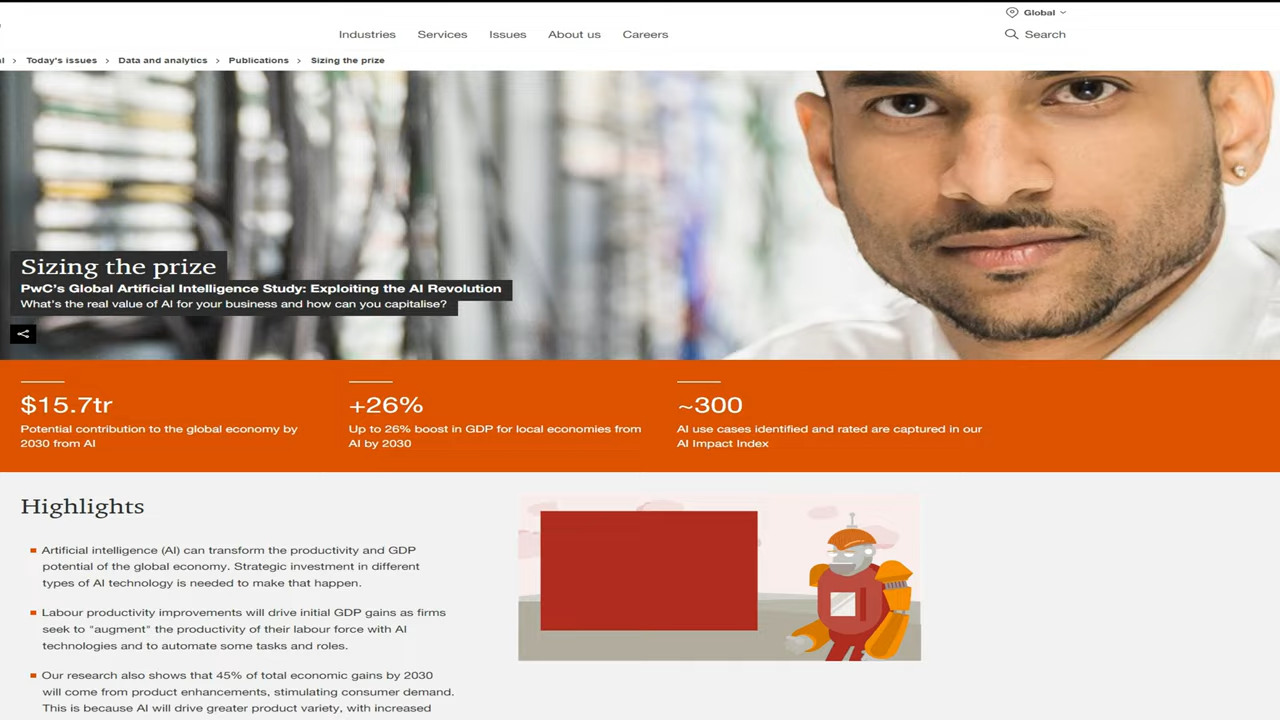 Global
Industries Services Issues About us Careers Search
Today's issues > Data and analytics > Publications > Sizing the prize
Sizing the prize
PwC's Global Artificial Intelligence Study: Exploiting the AI Revolution
What's the real value of AI for your business and how can you capitalise?
$15.7tr
Potential contribution to the global economy by
2030 from AI
+26%
Up to 26% boost in GDP for local economies from
AI by 2030
~300
AI use cases identified and rated are captured in our
AI Impact Index
Highlights
Artificial intelligence (AI) can transform the productivity and GDP
potential of the global economy. Strategic investment in different
types of AI technology is needed to make that happen.
Labour productivity improvements will drive initial GDP gains as firms
seek to "augment" the productivity of their labour force with AI
technologies and to automate some tasks and roles.
Our research also shows that 45% of total economic gains by 2030
will come from product enhancements, stimulating consumer demand.
This is because AI will drive greater product variety, with increased